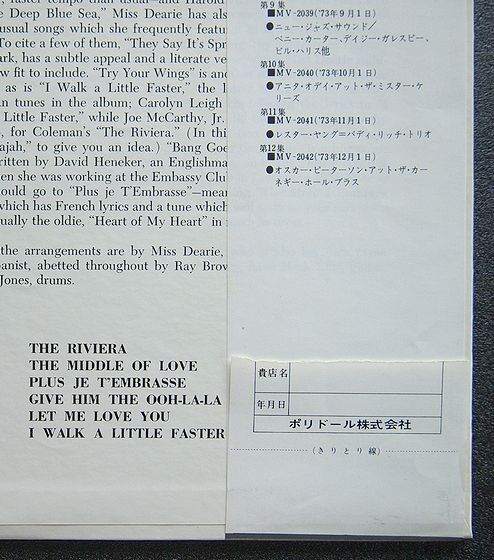 faster tempo than usual—and Harold
e Deep Blue Sea," Miss Dearie has als
usual songs which she frequently featur
To cite a few of them, "They Say It's Spr
ark, has a subtle appeal and a literate ve
w fit to include. "Try Your Wings" is anc
as is "I Walk a Little Faster," the l
an tunes in the album; Carolyn Leigh
Little Faster," while Joe McCarthy, Jr.
, for Coleman's "The Riviera." (In thi
ajah," to give you an idea.) "Bang Goe
written by David Heneker, an Englishma
en she was working at the Embassy Clu
hould go to "Plus je T'Embrasse"—mea
which has French lyrics and a tune which
ually the oldie, "Heart of My Heart" in
the arrangements are by Miss Dearie,
anist, abetted throughout by Ray Brov
Jones, drums.
THE RIVIERA
THE MIDDLE OF LOVE
PLUS JE T'EMBRASSE
GIVE HIM THE OOH-LA-LA
LET ME LOVE YOU
I WALK A LITTLE FASTER
第9集
■MV-2039('73年9月1日)
●ニュー・ジャズ・サウンド/
ベニー・カーター、デイジー・ガレスピー、
ビル・ハリス他
第10集
■MV-2040('73年10月1日)
●アニタ・オデイ・アット・ザ・ミスター・ケ
リーズ
第11集
■MV-2041('73年11月1日)
●レスター・ヤング=バディ・リッチ・トリオ
第12集
■MV-2042('73年12月1日)
●オスカー・ピーターソン・アット・ザ・カー
ネギー・ホール・プラス
貴店名
年月日
ポリドール株式会社
(きりとり線)